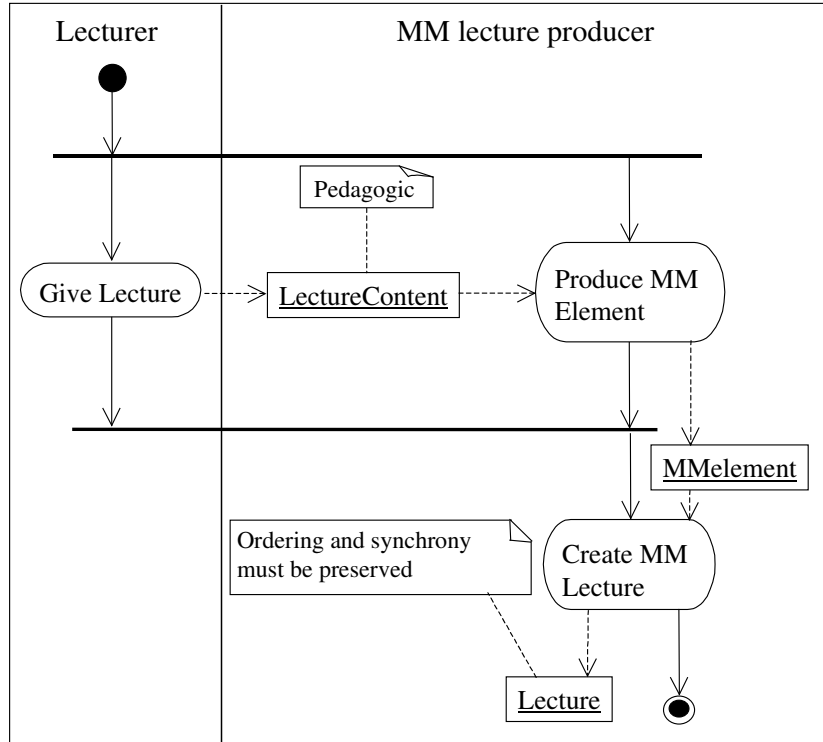 Lecturer
MM lecture producer
Pedagogic
Give Lecture
LectureContent
Produce MM
Element
MMelement
Ordering and synchrony
must be preserved
Create MM
Lecture
Lecture